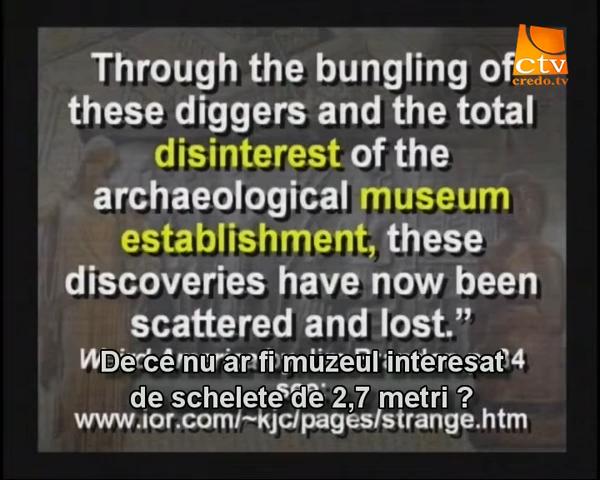 ctv
credo.tv
Through the bungling of
these diggers and the total
disinterest of the
archaeological museum
establishment, these
discoveries have now been
scattered and lost.”
De ce nu ar fi muzeul interesat
de schelete de 2,7 metri ?
www.ior.com/~kjc/pages/strange.htm